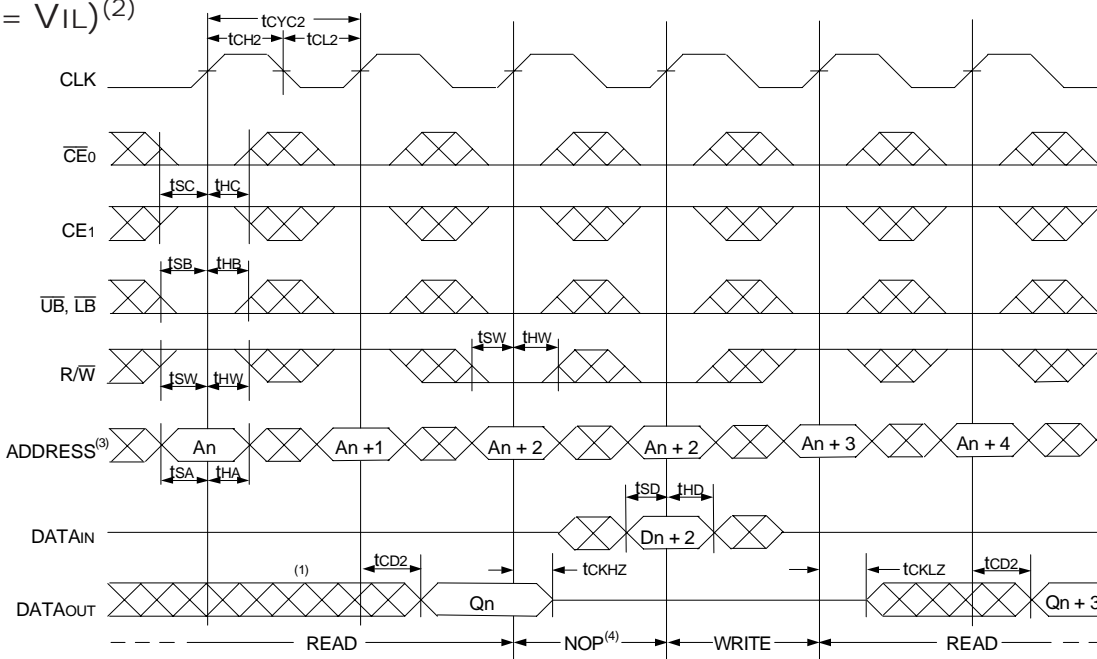 = VIL)(2)
tCYC2
tCH2 tCL2
CLK
CE0
tSC tHC
CE1
tSB tHB
UB, LB
tSW tHW
R/W
tSW tHW
ADDRESS(3) An An +1 An + 2 An + 2 An + 3 An + 4
tSA tHA
tSD tHD
DATAIN Dn + 2
(1) tCD2 tCKHZ tCKLZ tCD2
DATAOUT Qn Qn + 3
READ NOP(4) WRITE READ